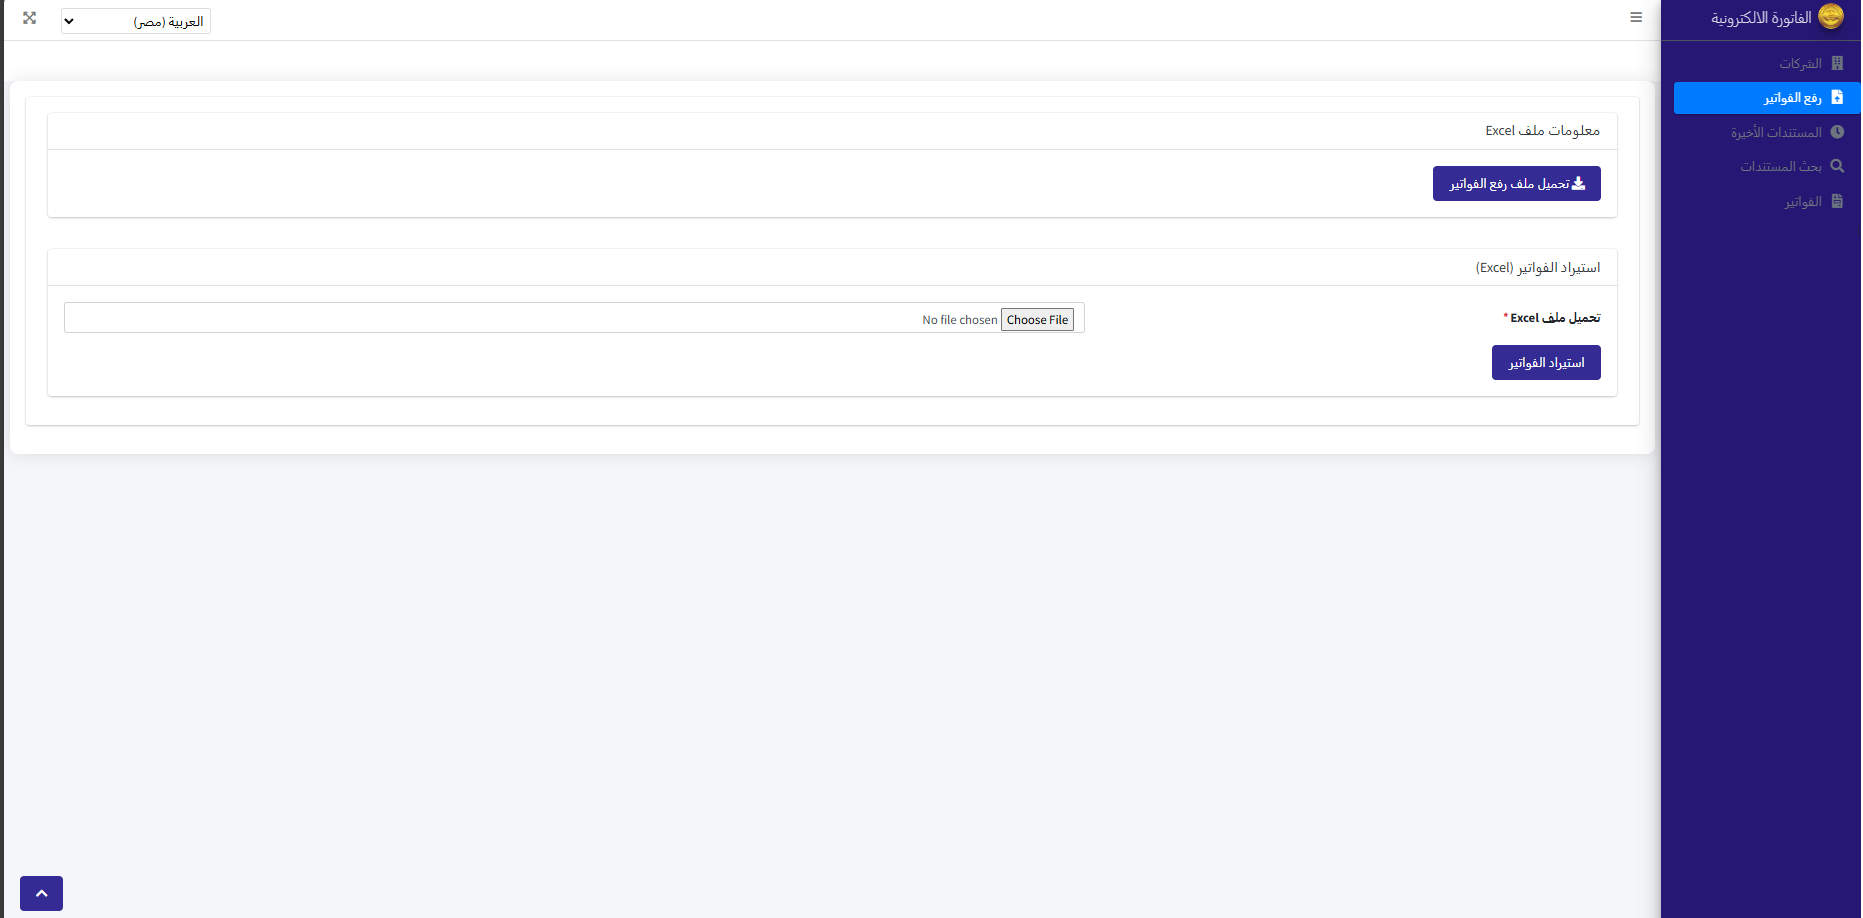 الفاتورة الالكترونية
الشركات
رفع الفواتير
المستندات الأخيرة
بحث المستندات
الفواتير
العربية (مصر)
معلومات ملف Excel
تحميل ملف رفع الفواتير
استيراد الفواتير (Excel)
تحميل ملف Excel *
Choose File No file chosen
استيراد الفواتير